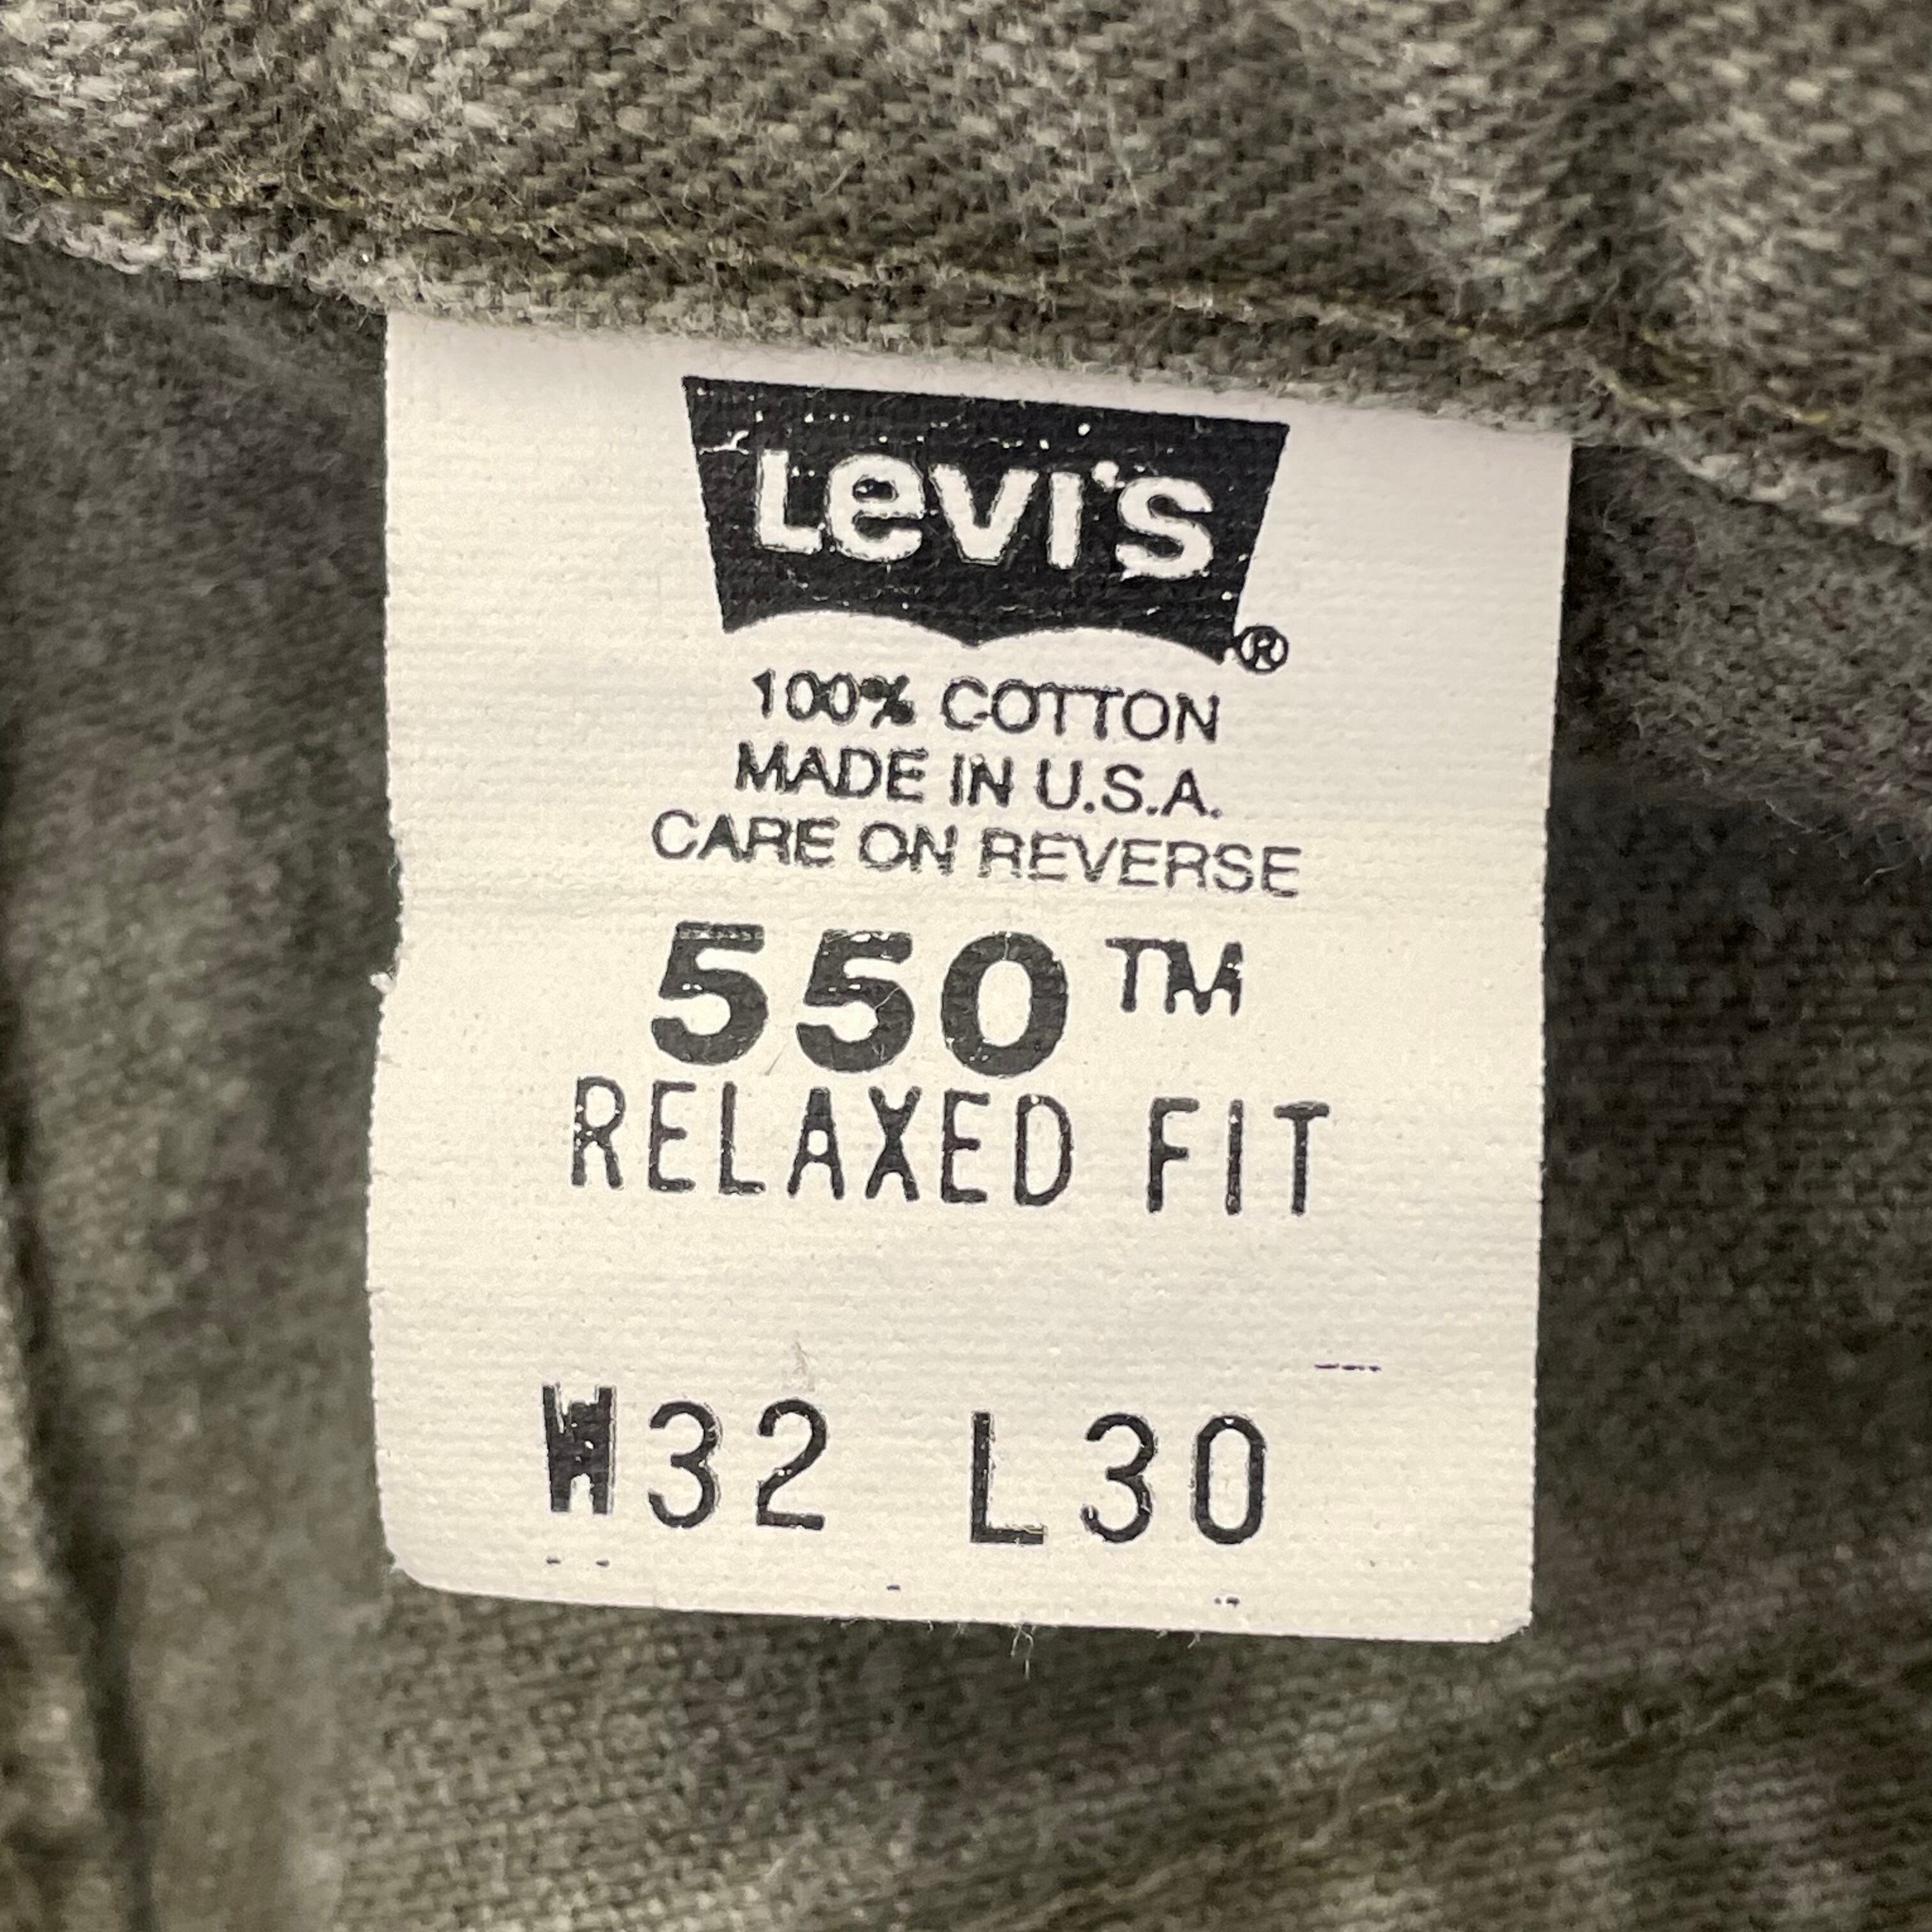 Levi's
®
100% COTTON
MADE IN U.S.A.
CARE ON REVERSE
550™
RELAXED FIT
W32 L30